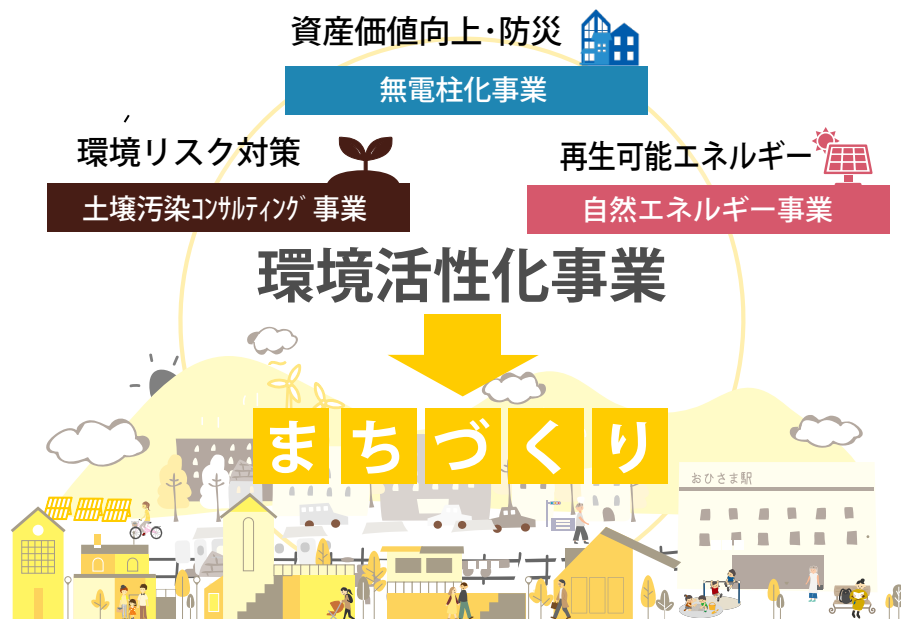 資産価値向上・防災
無電柱化事業
環境リスク対策
土壌汚染ｺﾝｻﾙﾃｨﾝｸﾞ事業
再生可能エネルギー
自然エネルギー事業
環境活性化事業
まちづくり
おひさま駅